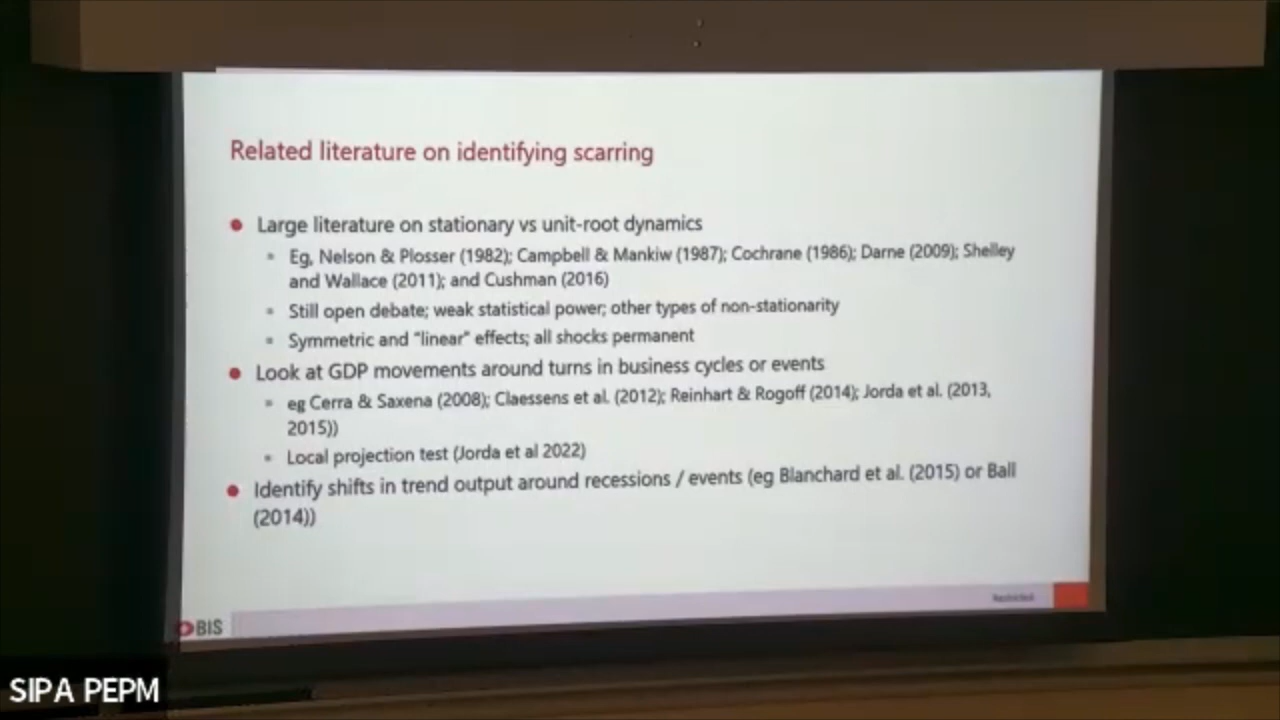 Related literature on identifying scarring
Large literature on stationary vs unit-root dynamics
Eg, Nelson & Plosser (1982); Campbell & Mankiw (1987); Cochrane (1986); Darne (2009); Shelley
and Wallace (2011); and Cushman (2016)
Still open debate; weak statistical power; other types of non-stationarity
Symmetric and "linear" effects; all shocks permanent
Look at GDP movements around turns in business cycles or events
eg Cerra & Saxena (2008); Claessens et al. (2012); Reinhart & Rogoff (2014); Jorda et al. (2013,
2015))
Local projection test (Jorda et al 2022)
Identify shifts in trend output around recessions / events (eg Blanchard et al. (2015) or Ball
(2014))
Restricted
BIS
SIPA PEPM